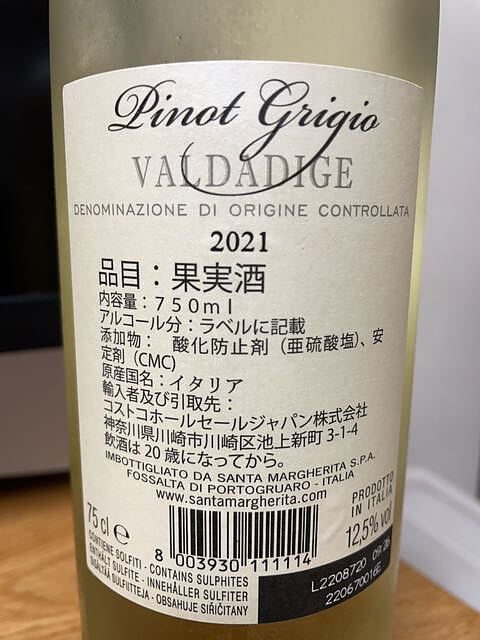 Pinot Grigio
VALDADIGE
DENOMINAZIONE DI ORIGINE CONTROLLATA
2021
品目：果実酒
内容量：７５０ｍｌ
アルコール分：ラベルに記載
添加物：　酸化防止剤（亜硫酸塩）、安
定剤(CMC)
原産国名：イタリア
輸入者及び引取先：
コストコホールセールジャパン株式会社
神奈川県川崎市川崎区池上新町 3-1-4
飲酒は 20 歳になってから。
IMBOTTIGLIATO DA SANTA MARGHERITA S.P.A.
FOSSALTA DI PORTOGRUARO - ITALIA
www.santamargherita.com
75 cl e
8 003930 111114
PRODOTTO
IN ITALIA
12,5% vol
CONTIENE SOLFITI - CONTAINS SULPHITES
ENTHÄLT SULFITE - INNEHÅLLER SULFITER
SISÄLTÄÄ SULFIITTEJA - OBSAHUJE SIŘIČITANY
L2208720 09:26
220670016E